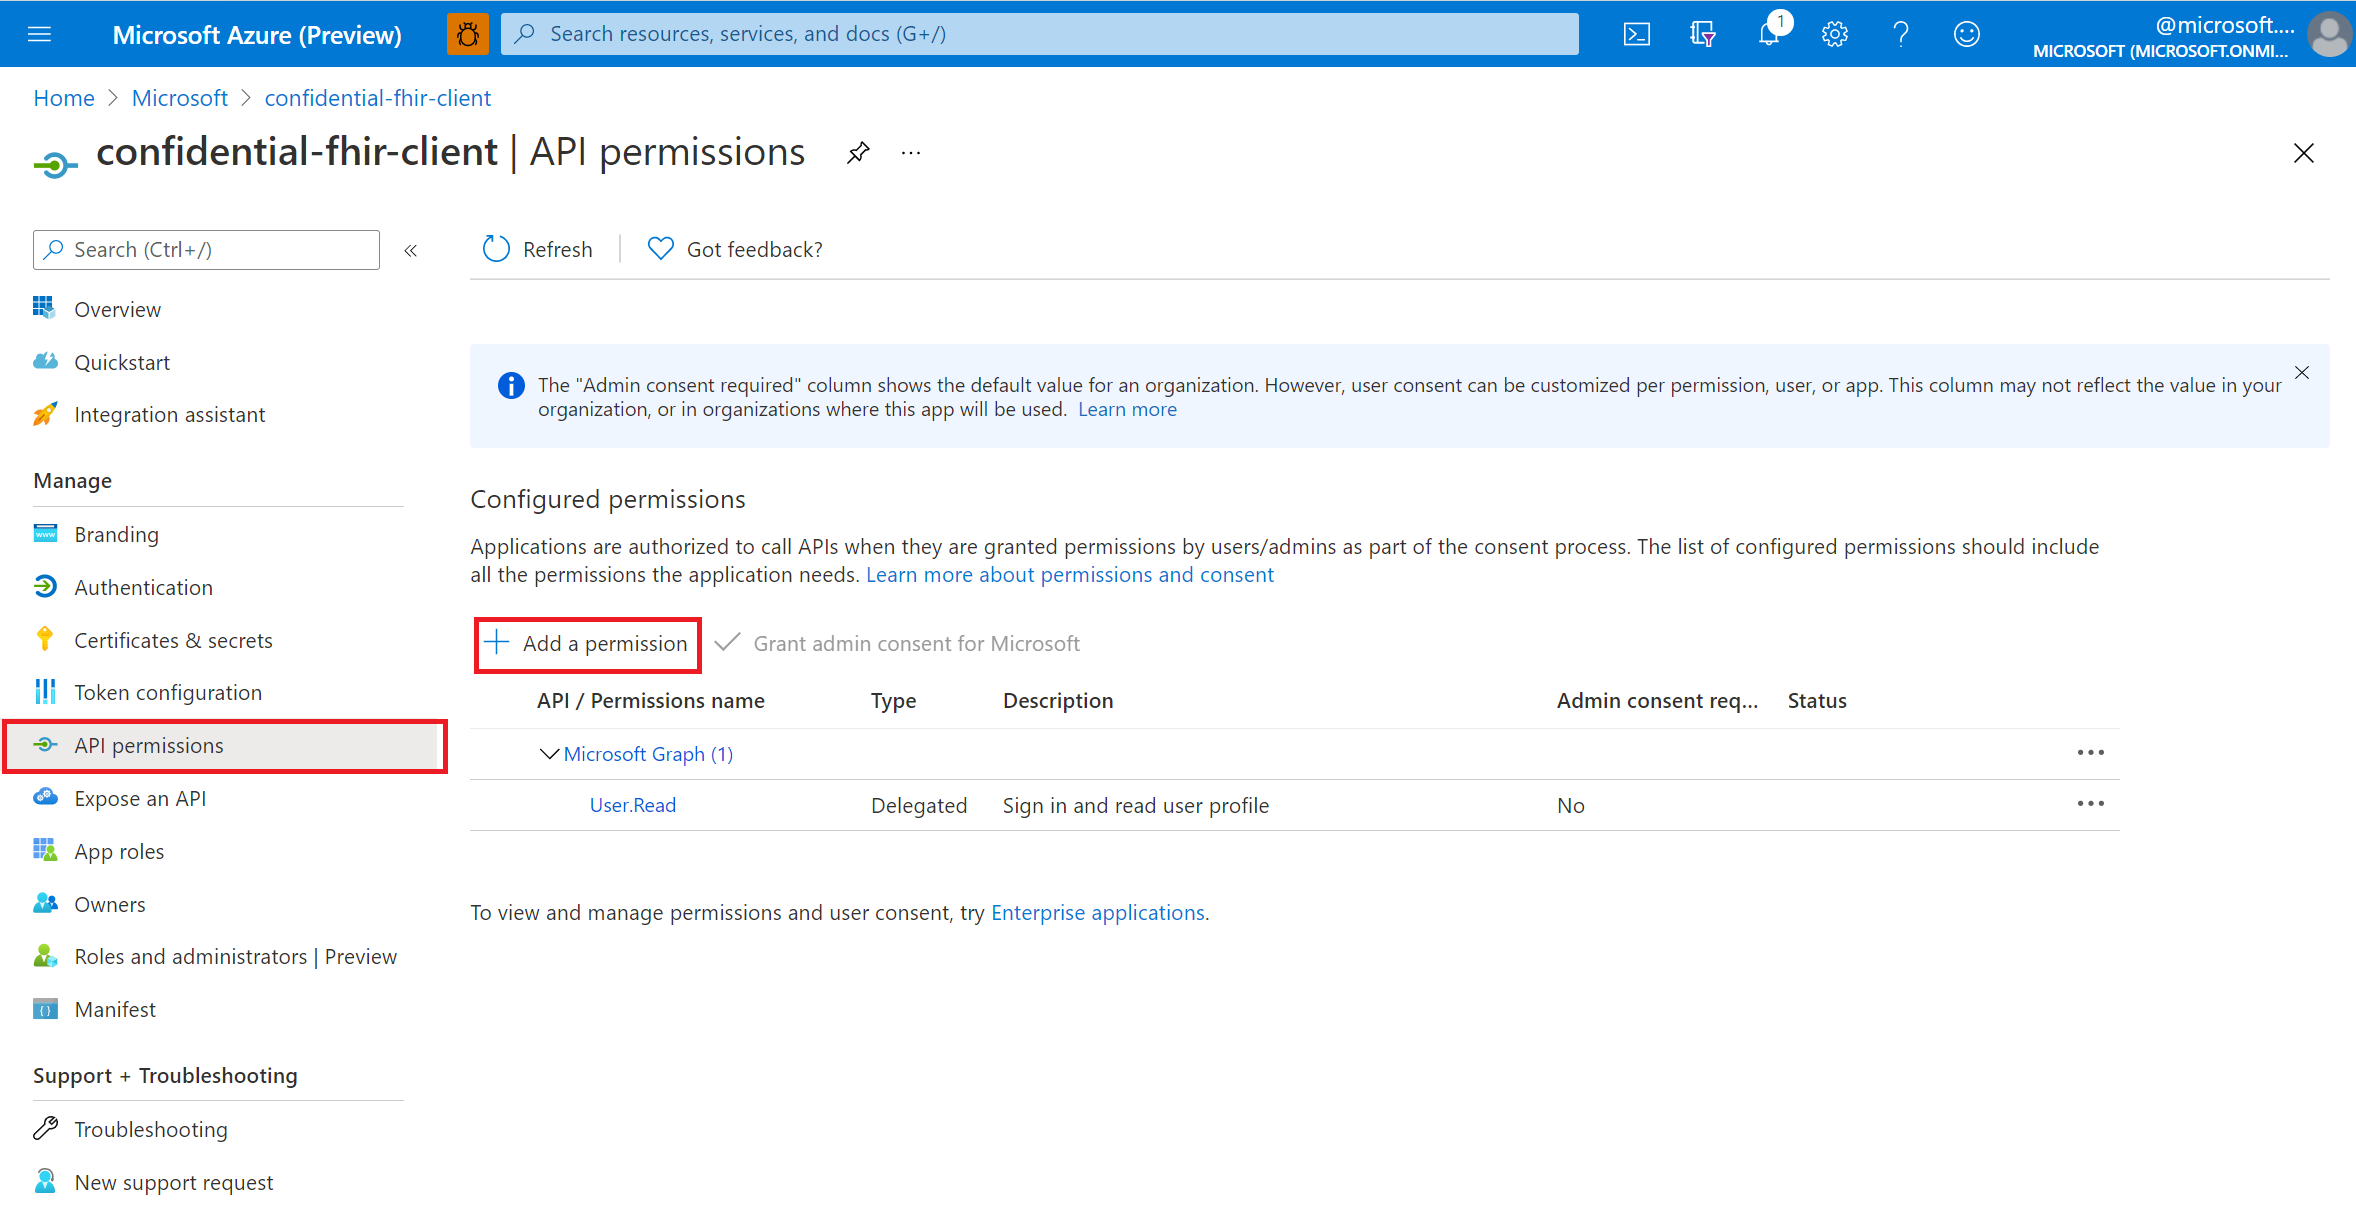 Microsoft Azure (Preview)
Search resources, services, and docs (G+/)
1
@microsoft....
MICROSOFT (MICROSOFT.ONMI...
Home > Microsoft > confidential-fhir-client
confidential-fhir-client | API permissions
Search (Ctrl+/)
Refresh
Got feedback?
Overview
Quickstart
Integration assistant
Manage
Branding
Authentication
Certificates & secrets
Token configuration
API permissions
Expose an API
App roles
Owners
Roles and administrators | Preview
Manifest
Support + Troubleshooting
Troubleshooting
New support request
The "Admin consent required" column shows the default value for an organization. However, user consent can be customized per permission, user, or app. This column may not reflect the value in your
organization, or in organizations where this app will be used. Learn more
Configured permissions
Applications are authorized to call APIs when they are granted permissions by users/admins as part of the consent process. The list of configured permissions should include
all the permissions the application needs. Learn more about permissions and consent
Add a permission
Grant admin consent for Microsoft
API / Permissions name Type Description Admin consent req... Status
Microsoft Graph (1)
User.Read Delegated Sign in and read user profile No
To view and manage permissions and user consent, try Enterprise applications.